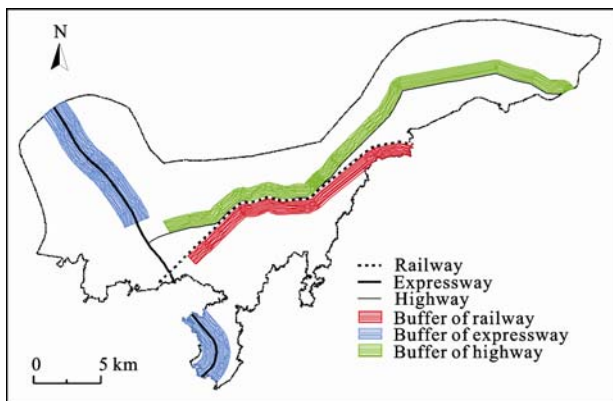 N
Railway
Expressway
Highway
Buffer of railway
Buffer of expressway
Buffer of highway
0 5 km